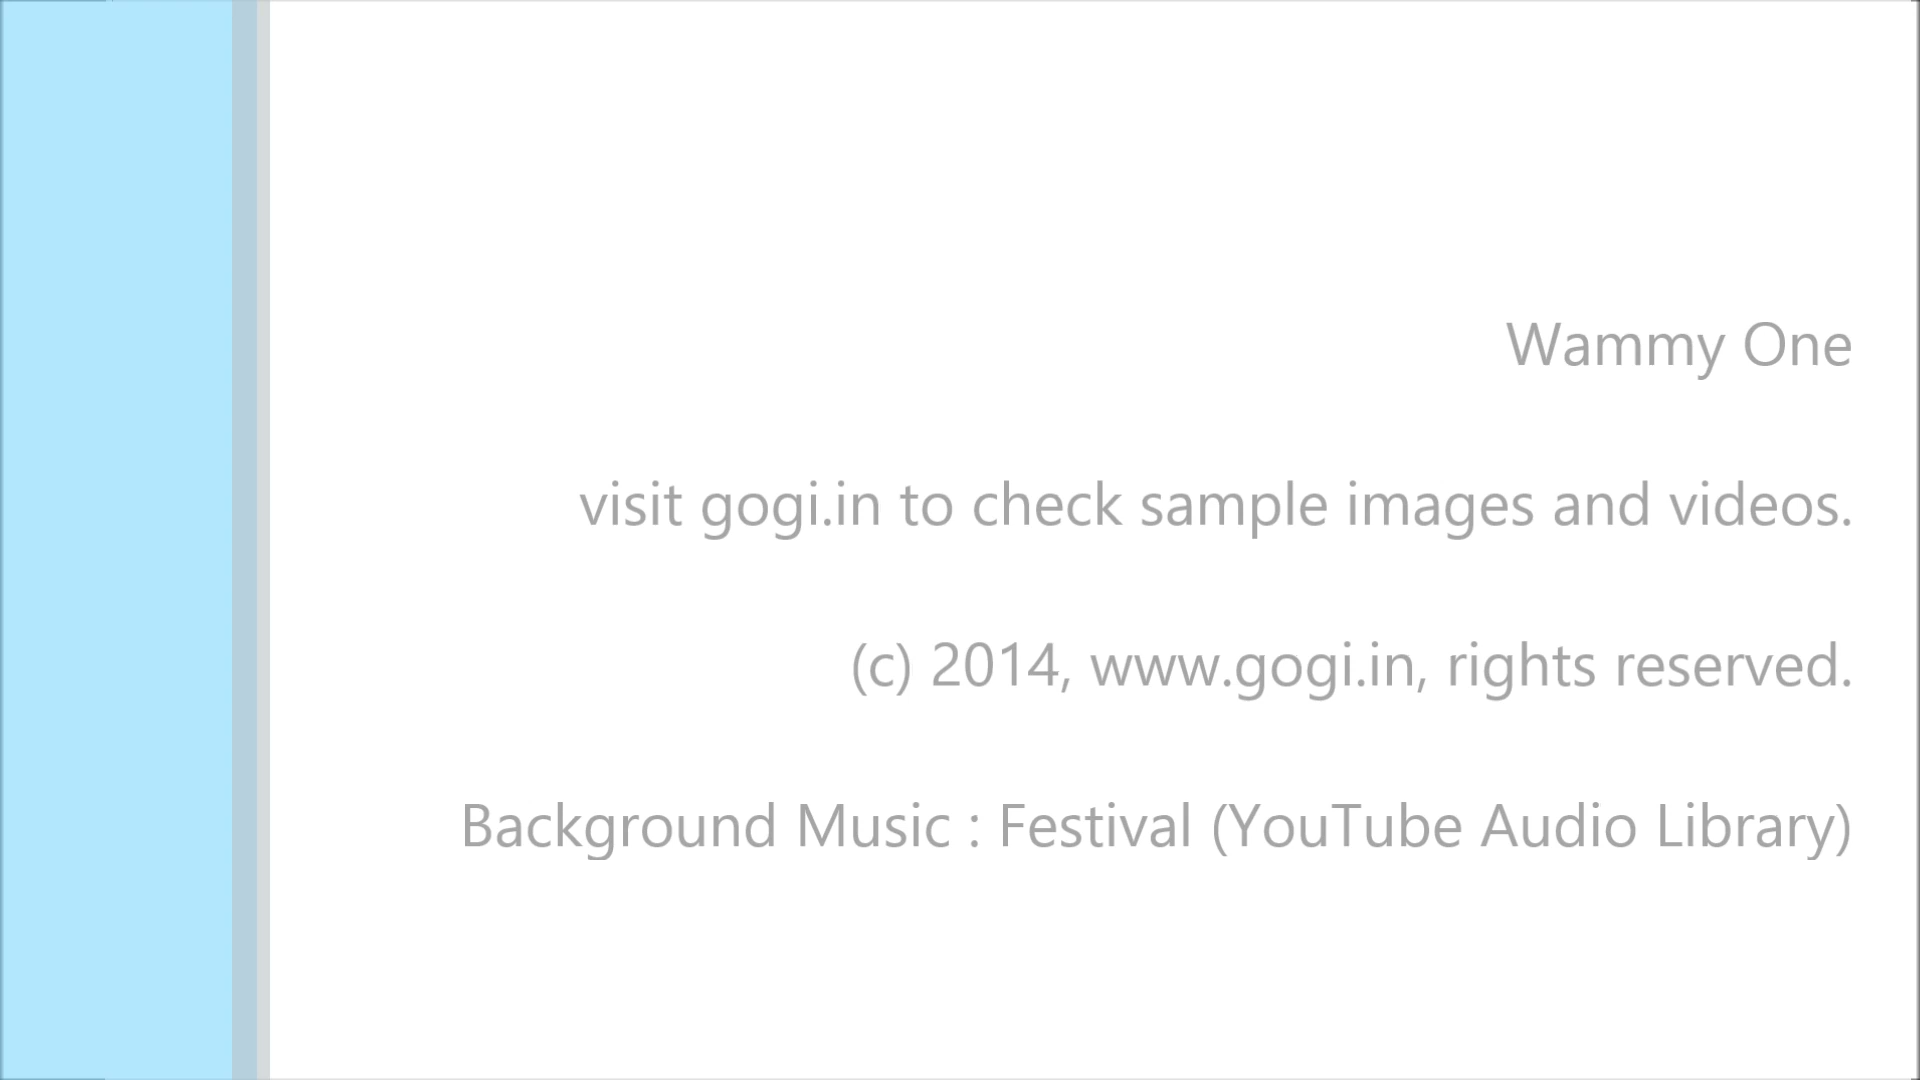 Wammy One
visit gogi.in to check sample images and videos.
(c) 2014, www.gogi.in, rights reserved.
Background Music : Festival (YouTube Audio Library)